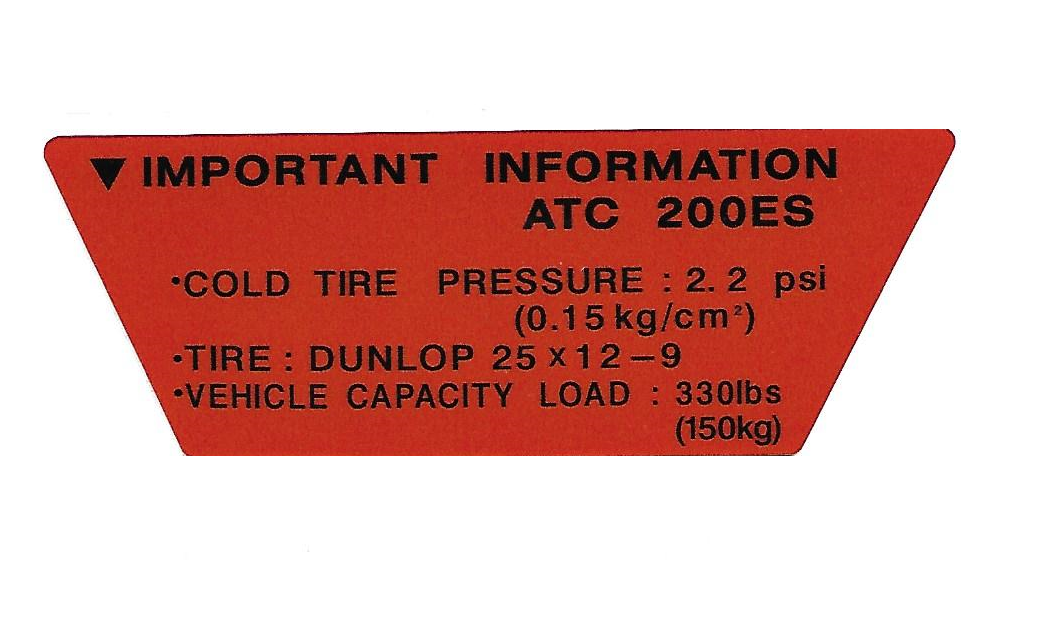 ▼IMPORTANT INFORMATION
ATC 200ES
·COLD TIRE PRESSURE : 2.2 psi
(0.15 kg/cm²)
·TIRE : DUNLOP 25 x 12 – 9
·VEHICLE CAPACITY LOAD : 330lbs
(150kg)